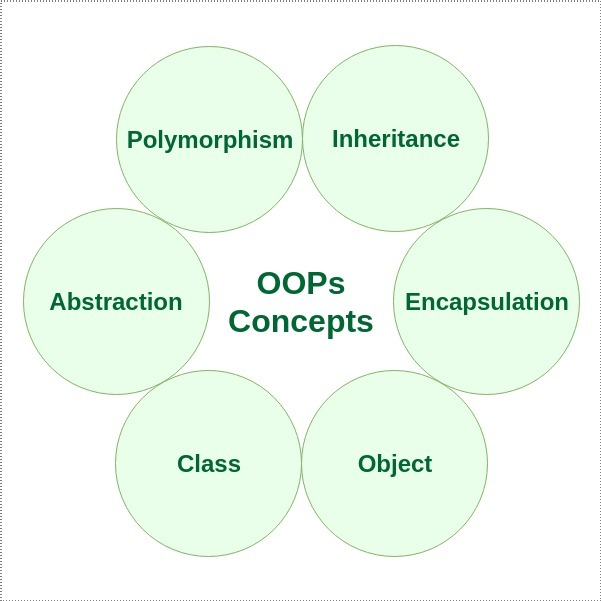 Polymorphism
Inheritance
Abstraction
OOPs
Concepts
Encapsulation
Class
Object